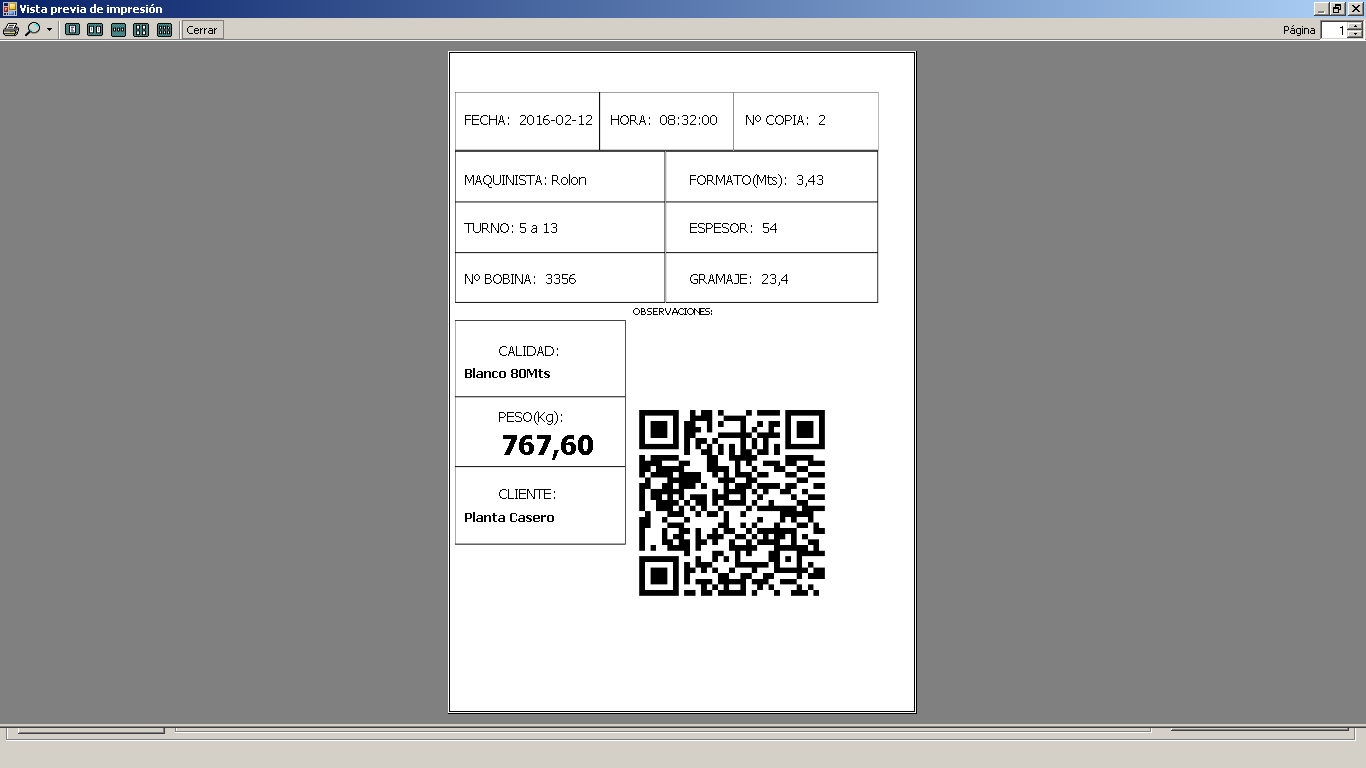 Vista previa de impresión
Cerrar
Página 1
FECHA: 2016-02-12 HORA: 08:32:00 Nº COPIA: 2
MAQUINISTA: Rolon FORMATO(Mts): 3,43
TURNO: 5 a 13 ESPESOR: 54
Nº BOBINA: 3356 GRAMAJE: 23,4
OBSERVACIONES:
CALIDAD:
Blanco 80Mts
PESO(Kg):
767,60
CLIENTE:
Planta Casero